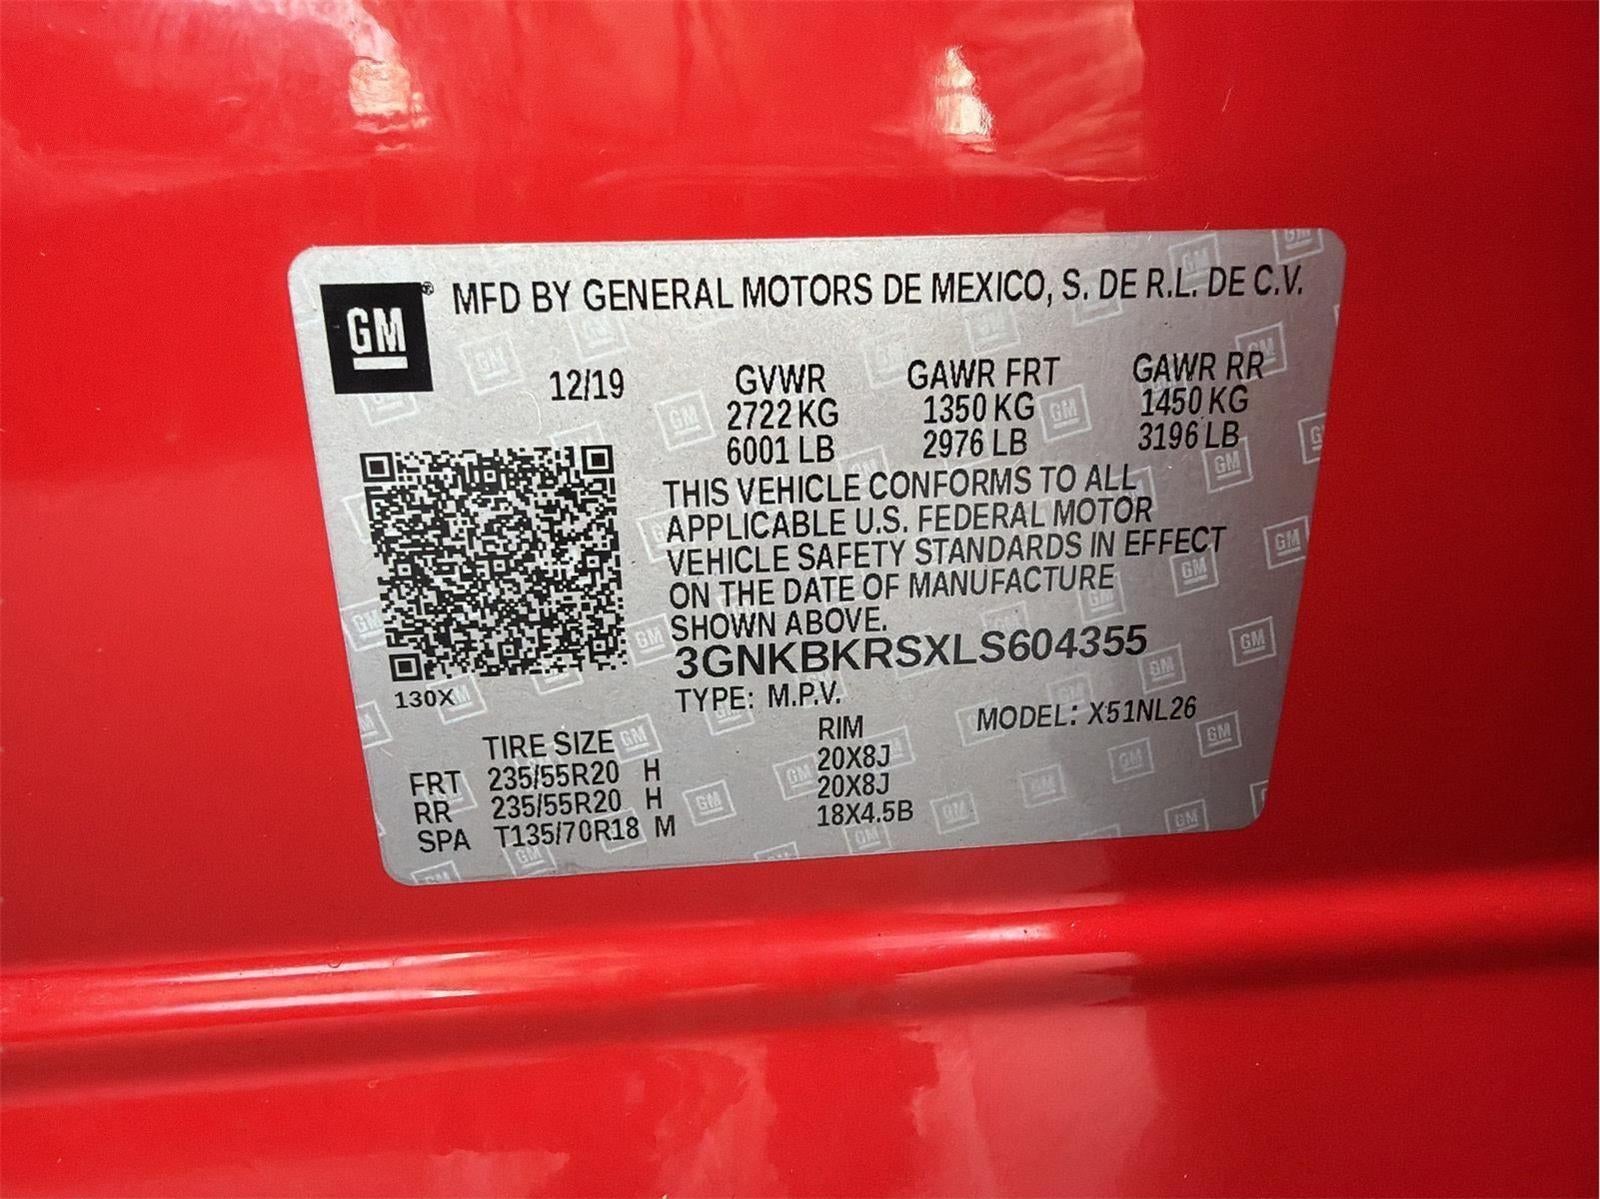 GM
MFD BY GENERAL MOTORS DE MEXICO, S. DE R.L. DE C.V.
12/19 GVWR GAWR FRT GAWR RR
2722 KG 1350 KG 1450 KG
6001 LB 2976 LB 3196 LB
THIS VEHICLE CONFORMS TO ALL
APPLICABLE U.S. FEDERAL MOTOR
VEHICLE SAFETY STANDARDS IN EFFECT
ON THE DATE OF MANUFACTURE
SHOWN ABOVE.
3GNKBKRSXLS604355
130X
TYPE: M.P.V. MODEL: X51NL26
TIRE SIZE RIM
FRT 235/55R20 H 20X8J
RR 235/55R20 H 20X8J
SPA T135/70R18 M 18X4.5B